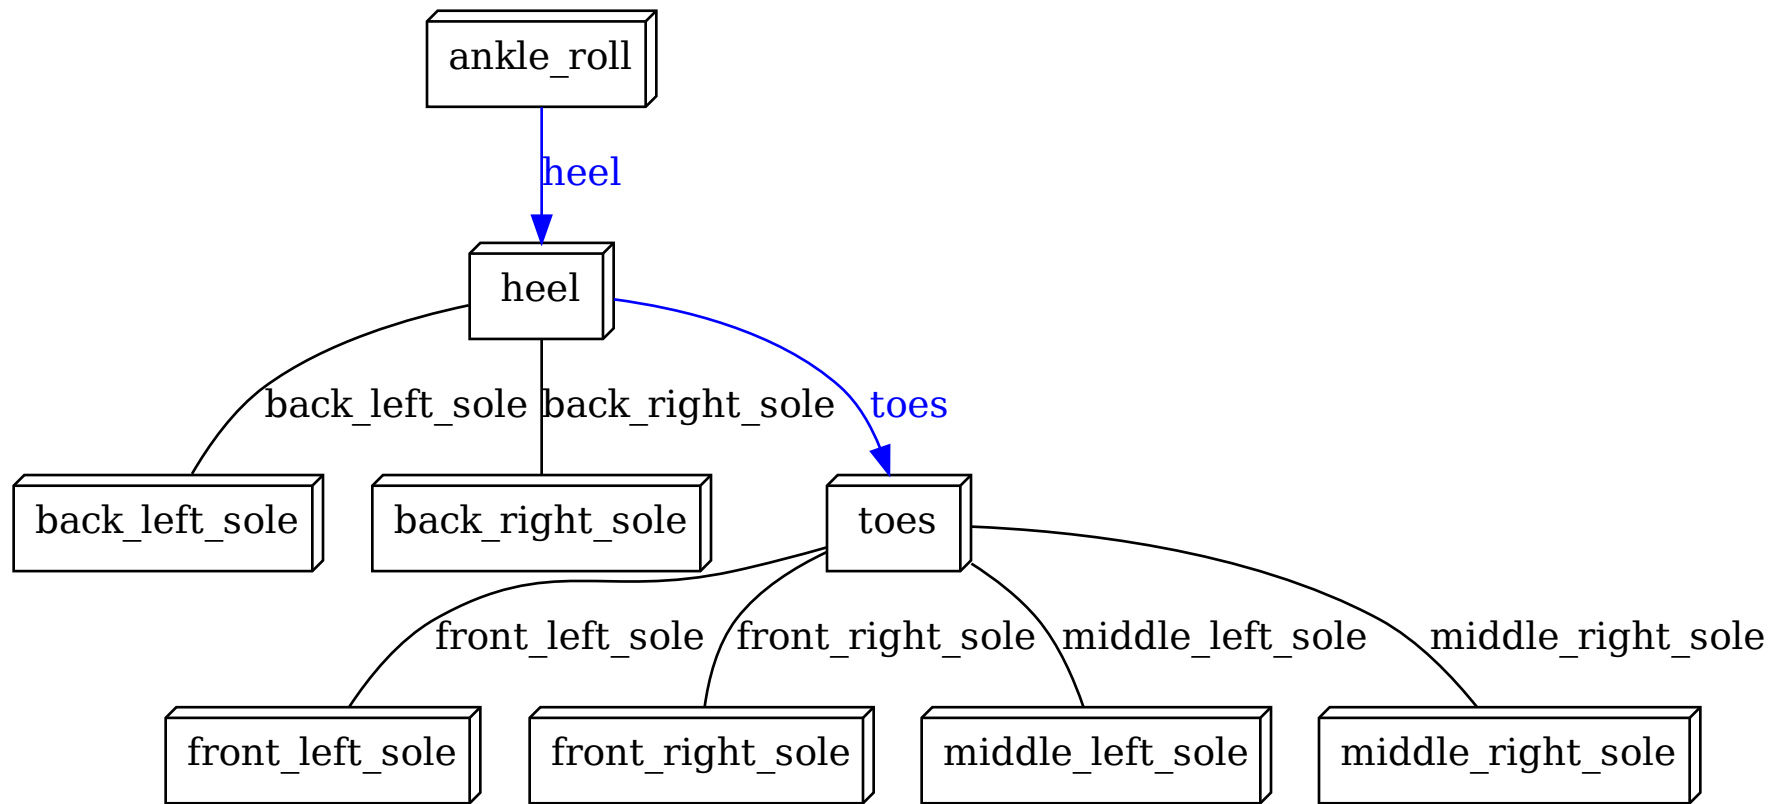 ankle_roll
heel
heel
back_left_sole
back_right_sole
toes
back_left_sole
back_right_sole
toes
front_left_sole
front_right_sole
middle_left_sole
middle_right_sole
front_left_sole
front_right_sole
middle_left_sole
middle_right_sole